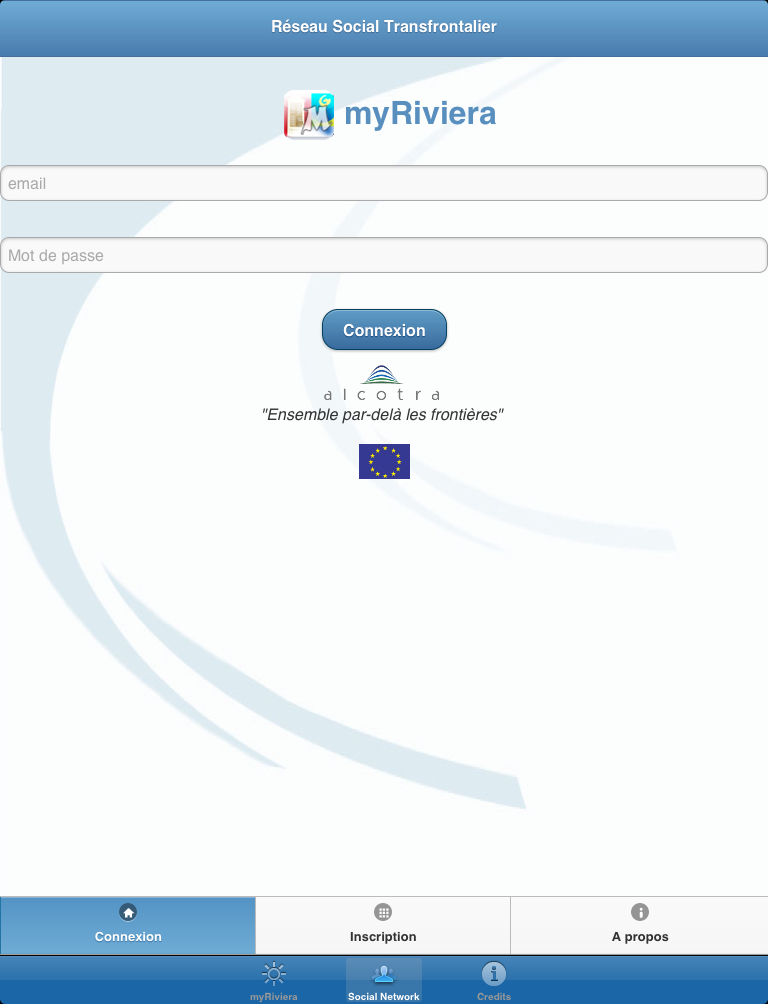 Réseau Social Transfrontalier
myRiviera
email
Mot de passe
Connexion
alcotra
"Ensemble par-delà les frontières"
Connexion
Inscription
A propos
myRiviera
Social Network
Credits